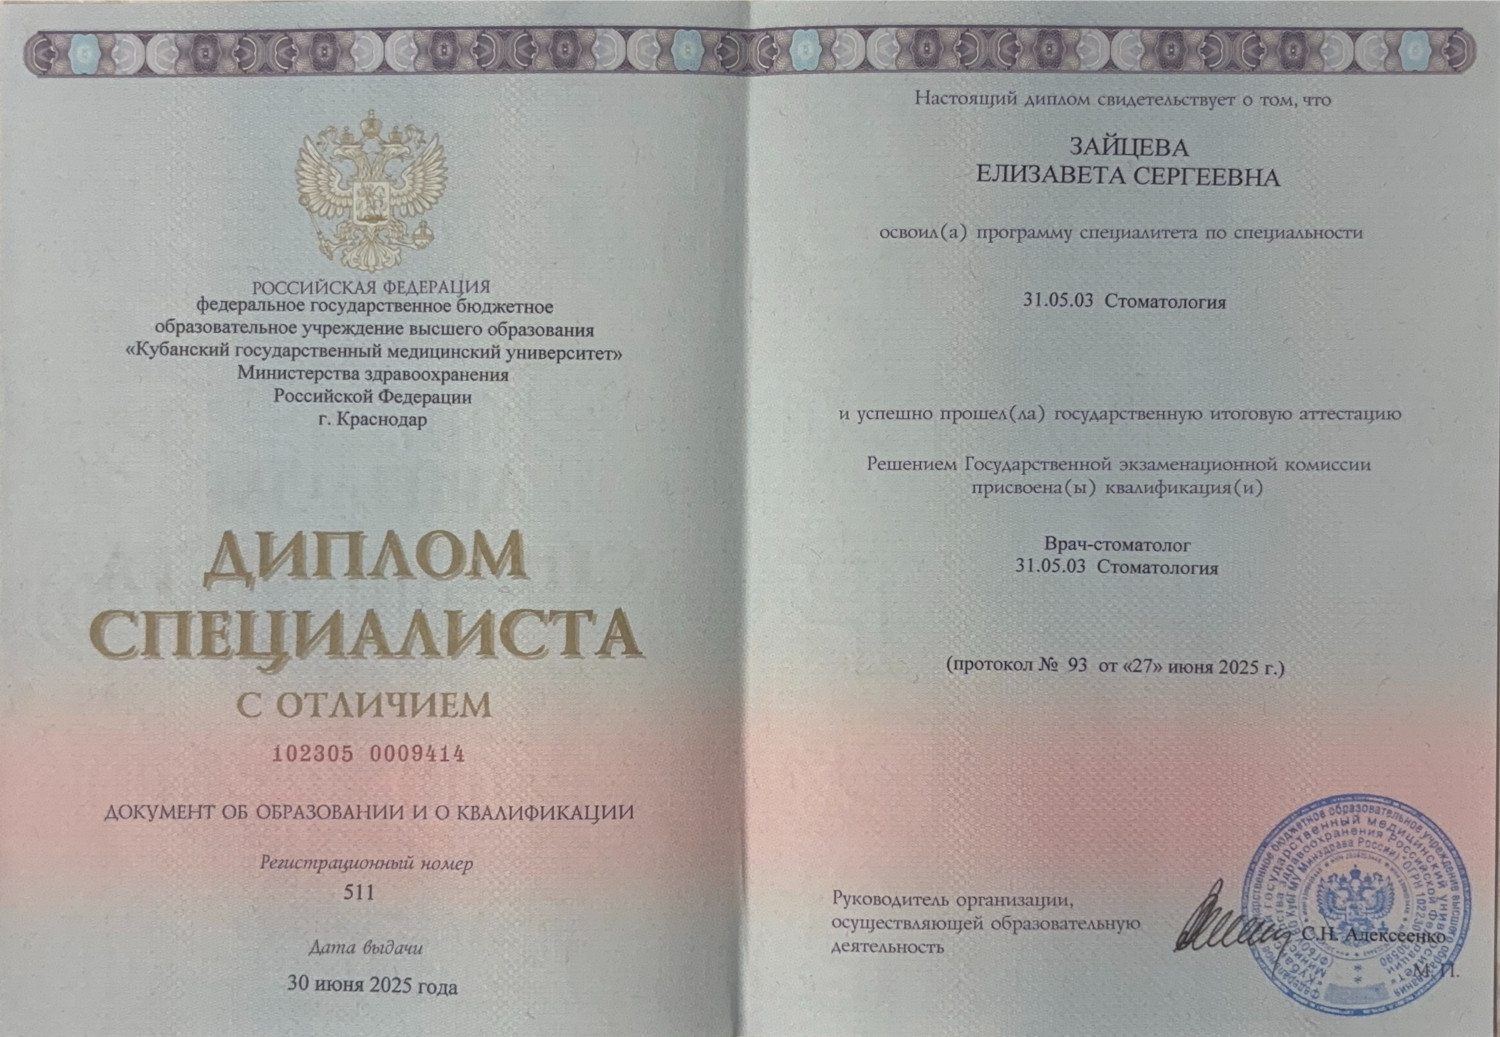 РОССИЙСКАЯ ФЕДЕРАЦИЯ
федеральное государственное бюджетное
образовательное учреждение высшего образования
«Кубанский государственный медицинский университет»
Министерства здравоохранения
Российской Федерации
г. Краснодар
ДИПЛОМ
СПЕЦИАЛИСТА
С ОТЛИЧИЕМ
102305 0009414
ДОКУМЕНТ ОБ ОБРАЗОВАНИИ И О КВАЛИФИКАЦИИ
Регистрационный номер
511
Дата выдачи
30 июня 2025 года
Настоящий диплом свидетельствует о том, что
ЗАЙЦЕВА
ЕЛИЗАВЕТА СЕРГЕЕВНА
освоил(а) программу специалитета по специальности
31.05.03 Стоматология
и успешно прошел(ла) государственную итоговую аттестацию
Решением Государственной экзаменационной комиссии
присвоена(ы) квалификация(и)
Врач-стоматолог
31.05.03 Стоматология
(протокол № 93 от «27» июня 2025 г.)
Руководитель организации,
осуществляющей образовательную
деятельность
С.Н. Алексеенко
М.П.